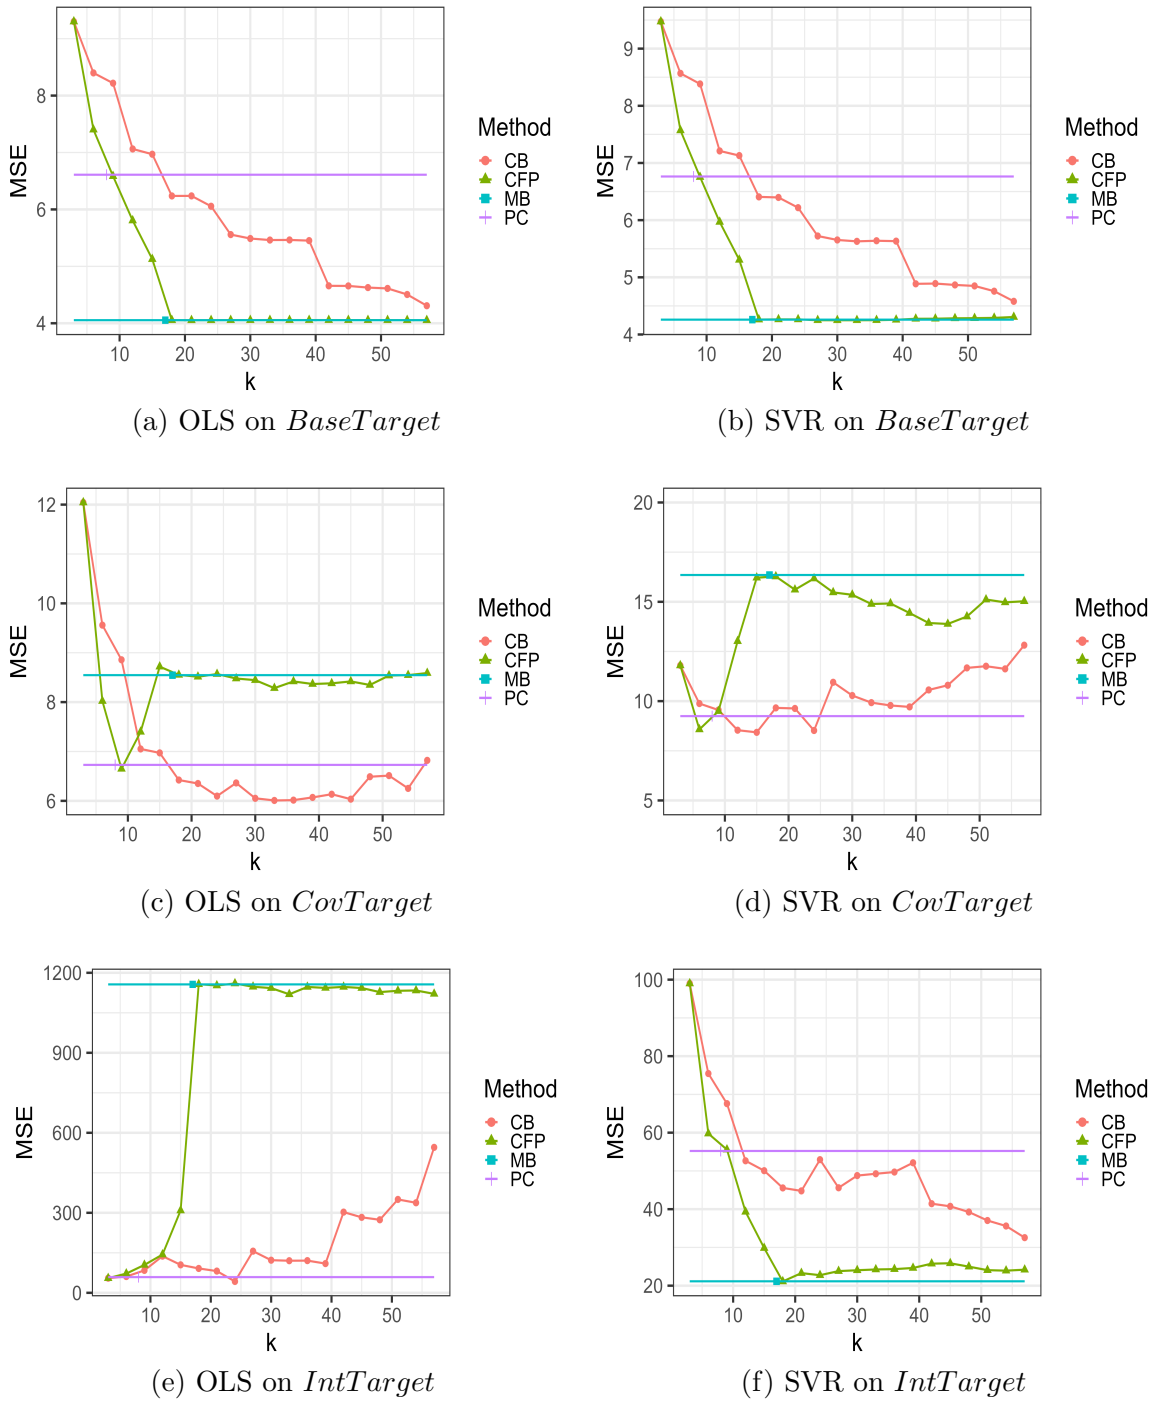 8
6
4
MSE
10 20 30 40 50
k
Method
CB
CFP
MB
PC
(a) OLS on BaseTarget
9
8
7
6
5
4
MSE
10 20 30 40 50
k
Method
CB
CFP
MB
PC
(b) SVR on BaseTarget
12
10
8
6
MSE
10 20 30 40 50
k
Method
CB
CFP
MB
PC
(c) OLS on CovTarget
20
15
10
5
MSE
10 20 30 40 50
k
Method
CB
CFP
MB
PC
(d) SVR on CovTarget
1200
900
600
300
0
MSE
10 20 30 40 50
k
Method
CB
CFP
MB
PC
(e) OLS on IntTarget
100
80
60
40
20
MSE
10 20 30 40 50
k
Method
CB
CFP
MB
PC
(f) SVR on IntTarget